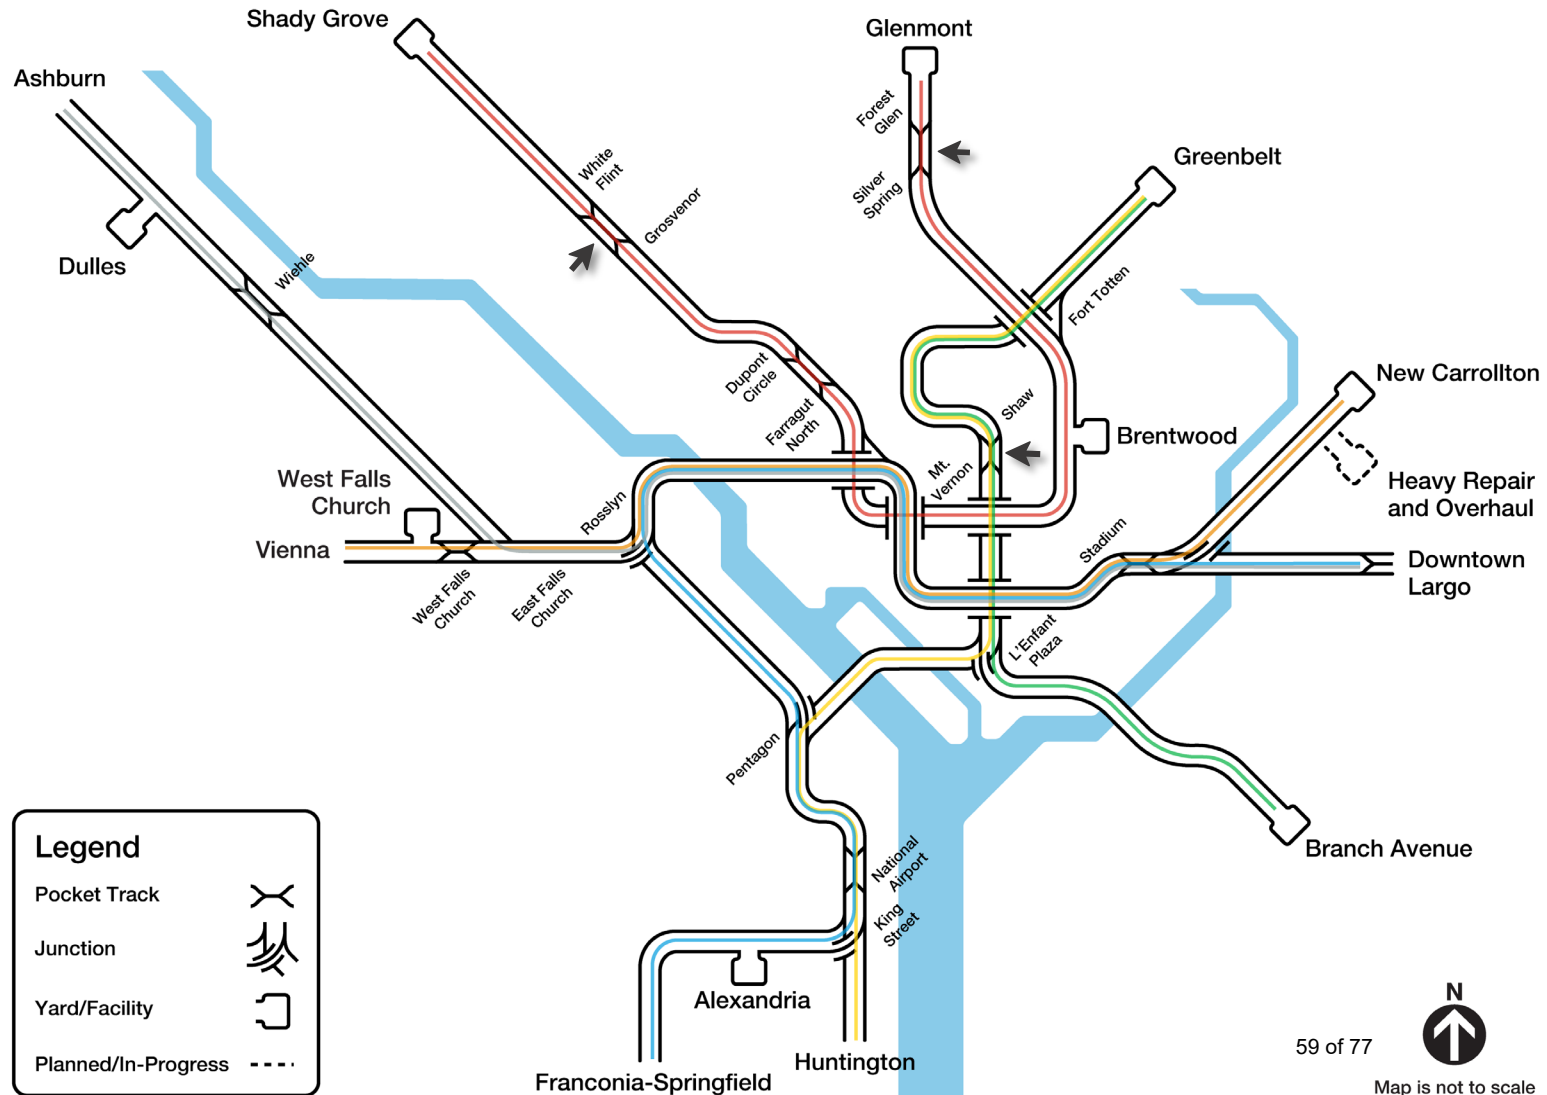 Shady Grove
Glenmont
Ashburn
Forest
Glen
Greenbelt
White
Flint
Silver
Spring
Grosvenor
Dulles
Wiehle
Fort Totten
Dupont
Circle
New Carrollton
Shaw
Farragut
North
Brentwood
Mt.
Vernon
West Falls
Church
Heavy Repair
and Overhaul
Rosslyn
Stadium
Vienna
Downtown
Largo
West Falls
Church
East Falls
Church
L'Enfant
Plaza
Pentagon
National
Airport
Branch Avenue
King
Street
Legend
Pocket Track
Junction
Yard/Facility
Planned/In-Progress
Alexandria
Huntington
Franconia-Springfield
N
59 of 77
Map is not to scale